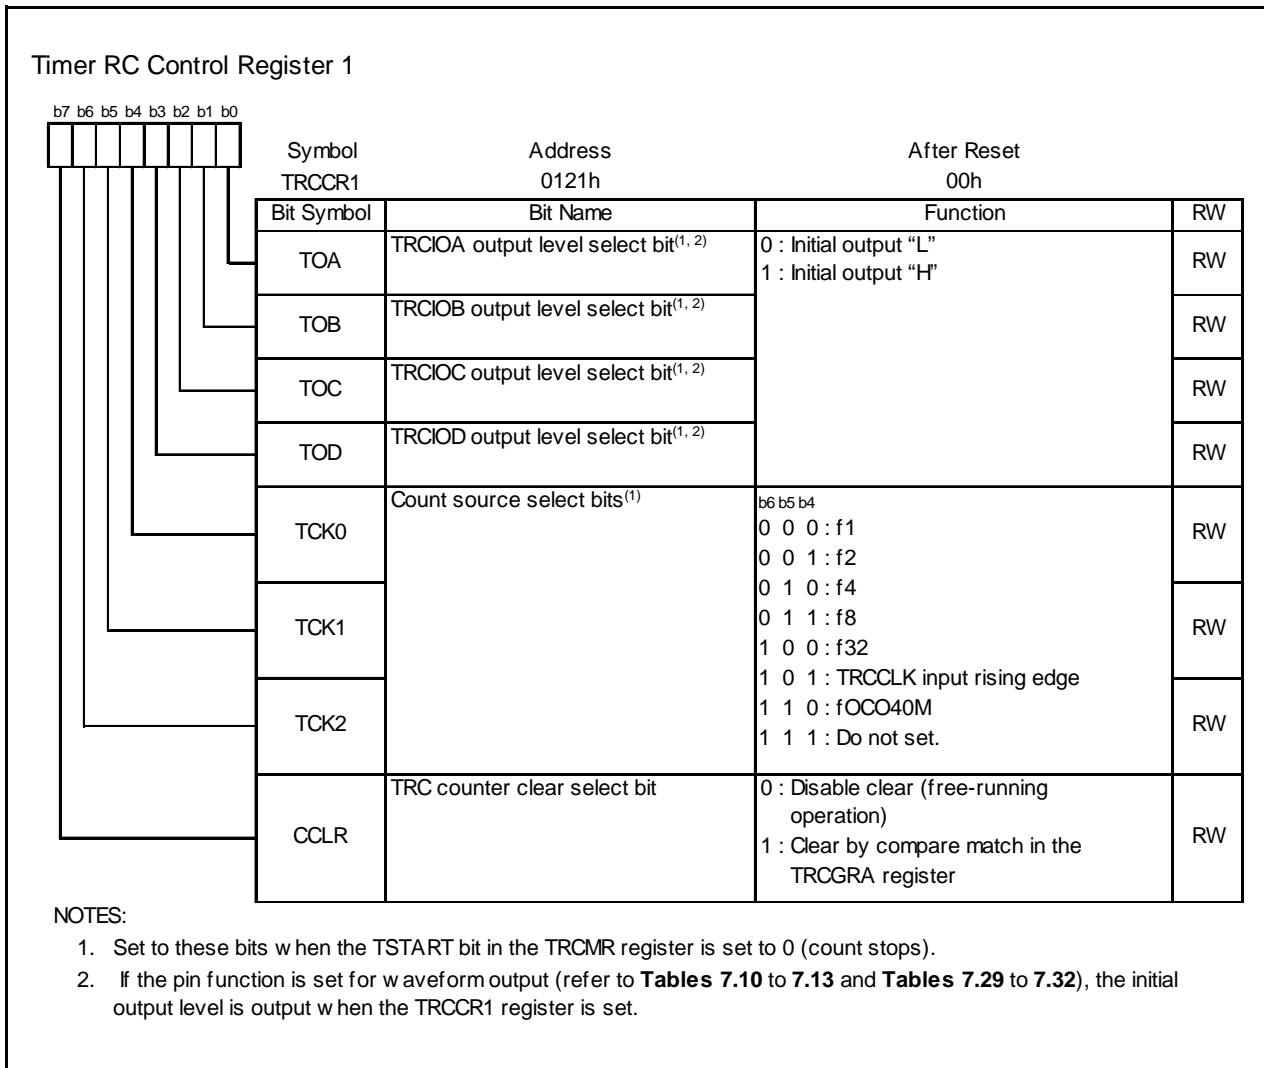 Timer RC Control Register 1
b7 b6 b5 b4 b3 b2 b1 b0
Symbol Address After Reset
TRCCR1 0121h 00h
Bit Symbol Bit Name Function RW
TOA TRCIOA output level select bit(1, 2) 0 : Initial output “L” RW
1 : Initial output “H”
TOB TRCIOB output level select bit(1, 2) RW
TOC TRCIOC output level select bit(1, 2) RW
TOD TRCIOD output level select bit(1, 2) RW
Count source select bits(1) b6 b5 b4
TCK0 0 0 0 : f1 RW
0 0 1 : f2
0 1 0 : f4
TCK1 0 1 1 : f8 RW
1 0 0 : f32
1 0 1 : TRCCLK input rising edge
TCK2 1 1 0 : fOCO40M RW
1 1 1 : Do not set.
TRC counter clear select bit 0 : Disable clear (free-running
operation)
CCLR 1 : Clear by compare match in the RW
TRCGRA register
NOTES:
1. Set to these bits when the TSTART bit in the TRCMR register is set to 0 (count stops).
2. If the pin function is set for waveform output (refer to Tables 7.10 to 7.13 and Tables 7.29 to 7.32), the initial
output level is output when the TRCCR1 register is set.